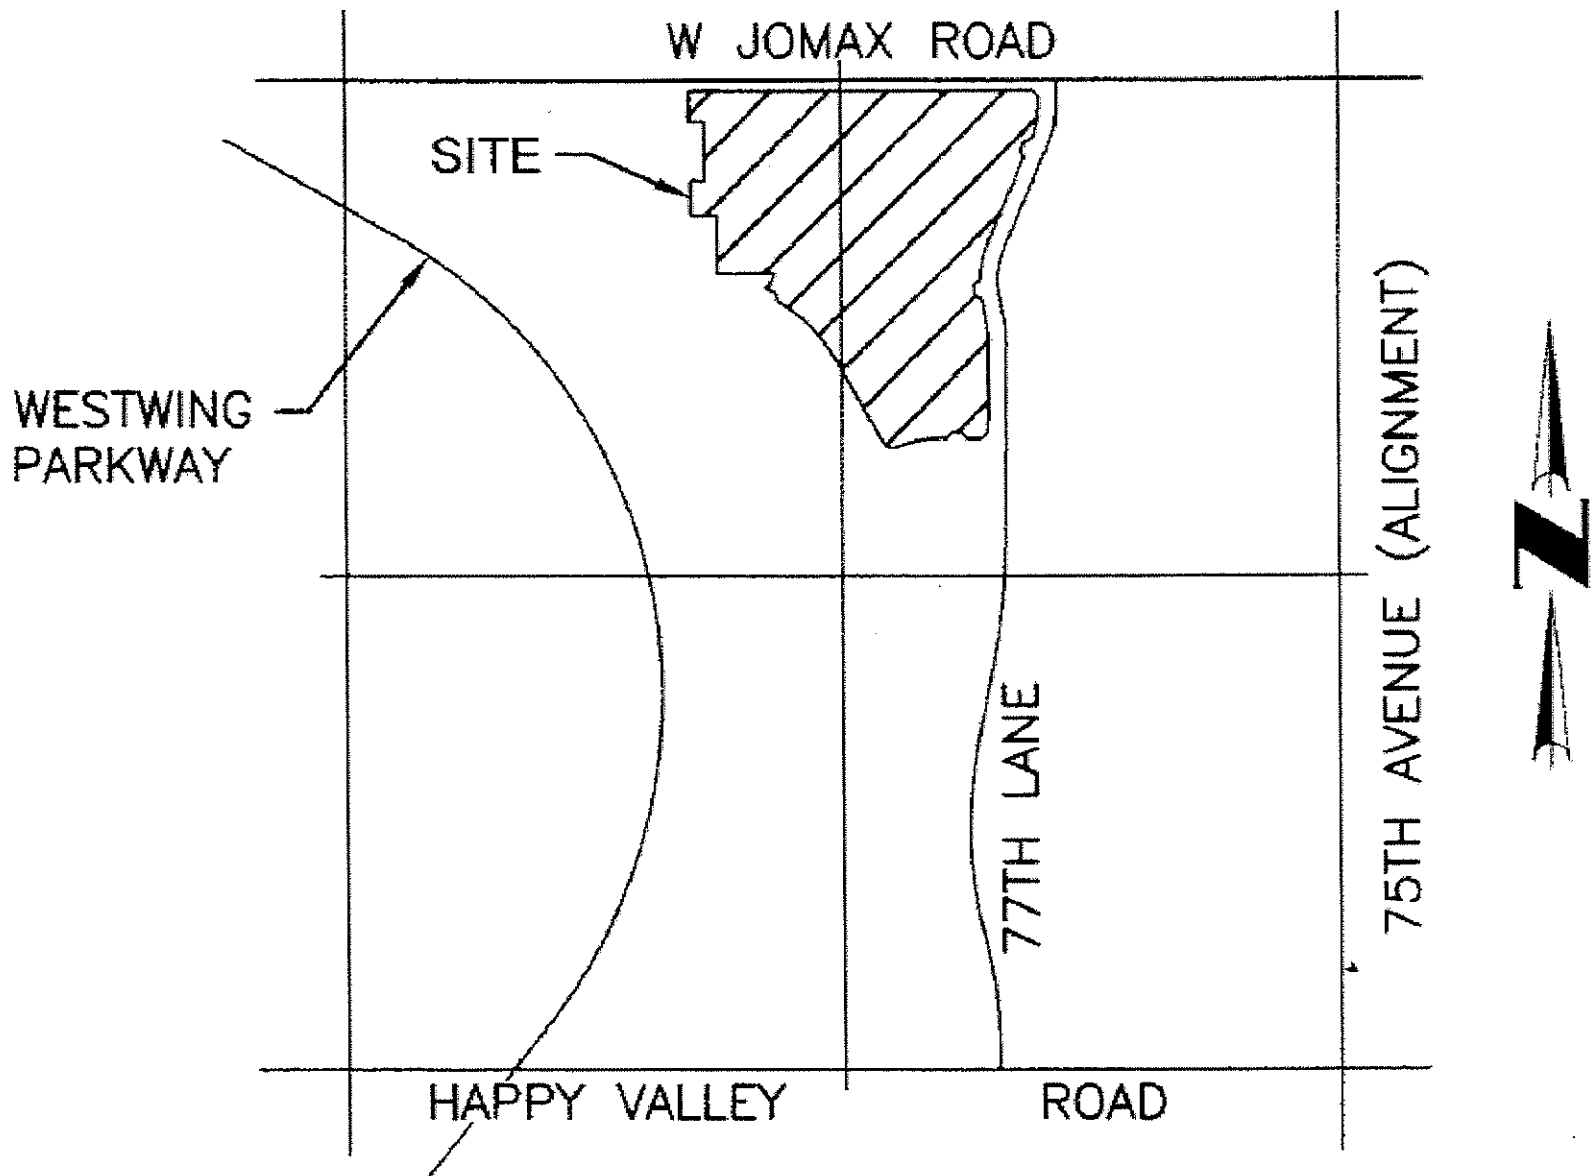 W JOMAX ROAD
SITE
WESTWING
PARKWAY
75TH AVENUE (ALIGNMENT)
N
77TH LANE
HAPPY VALLEY ROAD